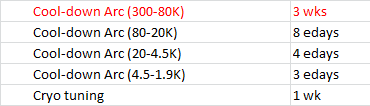 Cool-down Arc (300-80K) 3 wks
Cool-down Arc (80-20K) 8 edays
Cool-down Arc (20-4.5K) 4 edays
Cool-down Arc (4.5-1.9K) 3 edays
Cryo tuning 1 wk